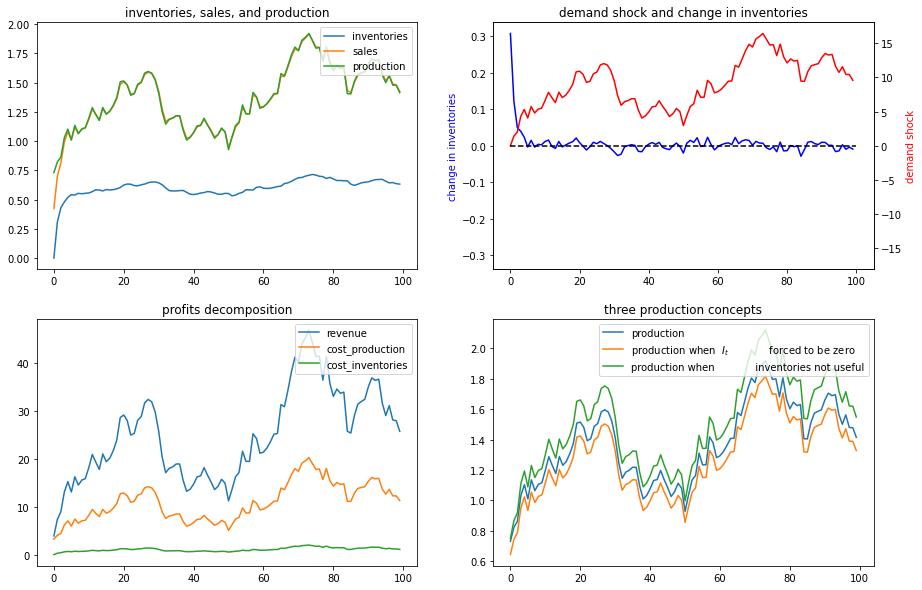 inventories, sales, and production
inventories
sales
production
2.00
1.75
1.50
1.25
1.00
0.75
0.50
0.25
0.00
0 20 40 60 80 100
demand shock and change in inventories
change in inventories
demand shock
0.3
0.2
0.1
0.0
−0.1
−0.2
−0.3
15
10
5
0
−5
−10
−15
0 20 40 60 80 100
profits decomposition
revenue
cost_production
cost_inventories
40
30
20
10
0
0 20 40 60 80 100
three production concepts
production
production when I_t forced to be zero
production when inventories not useful
2.0
1.8
1.6
1.4
1.2
1.0
0.8
0.6
0 20 40 60 80 100